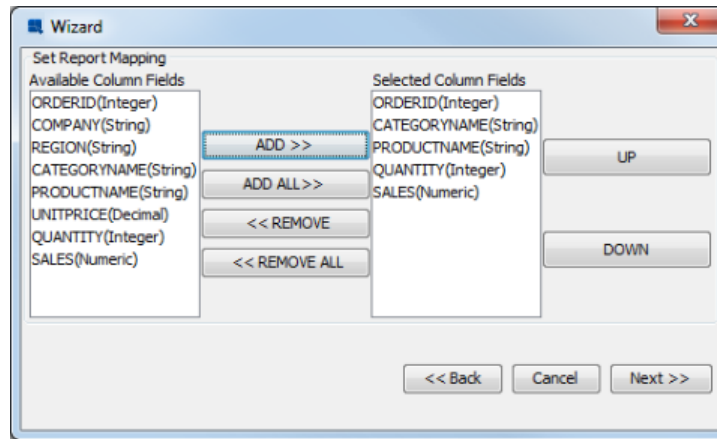 Wizard
Set Report Mapping
Available Column Fields
ORDERID(Integer)
COMPANY(String)
REGION(String)
CATEGORYNAME(String)
PRODUCTNAME(String)
UNITPRICE(Decimal)
QUANTITY(Integer)
SALES(Numeric)
ADD >>
ADD ALL>>
<< REMOVE
<< REMOVE ALL
Selected Column Fields
ORDERID(Integer)
CATEGORYNAME(String)
PRODUCTNAME(String)
QUANTITY(Integer)
SALES(Numeric)
UP
DOWN
<< Back
Cancel
Next >>